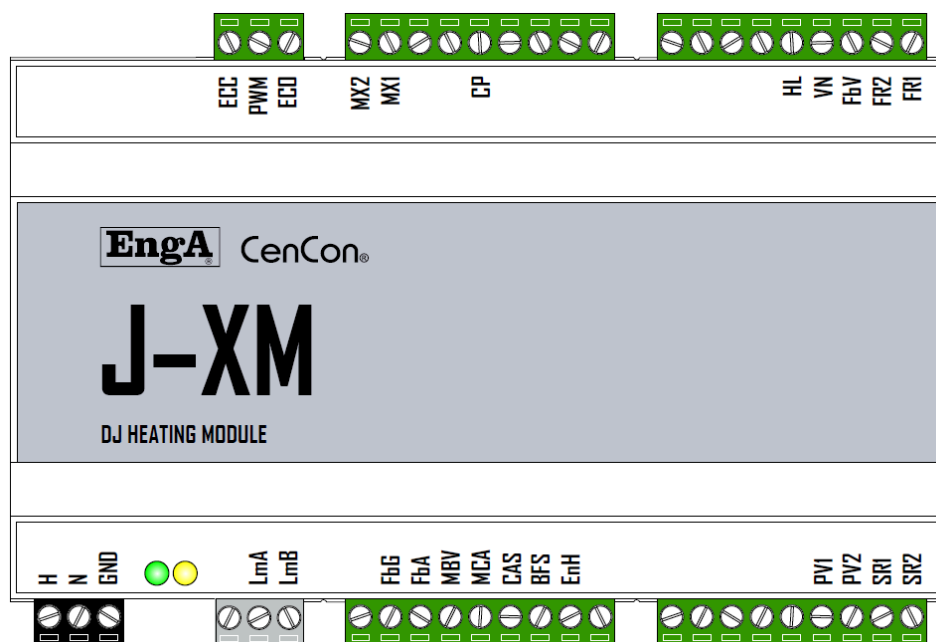 ECC PWM ECO MX2 MX1 CP HL VN FbV FR2 FR1
EngA® CenCon®
J-XM
DJ HEATING MODULE
H N GND LmA LmB FbG FbA MBV MCA CAS BFS EnH PV1 PV2 SR1 SR2